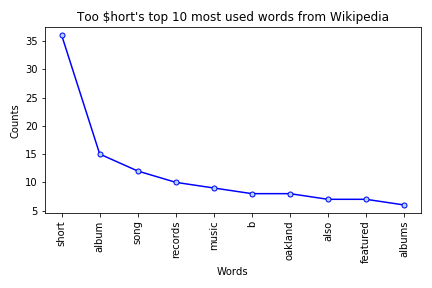 Too $hort's top 10 most used words from Wikipedia
Counts
35
30
25
20
15
10
5
short
album
song
records
music
b
oakland
also
featured
albums
Words